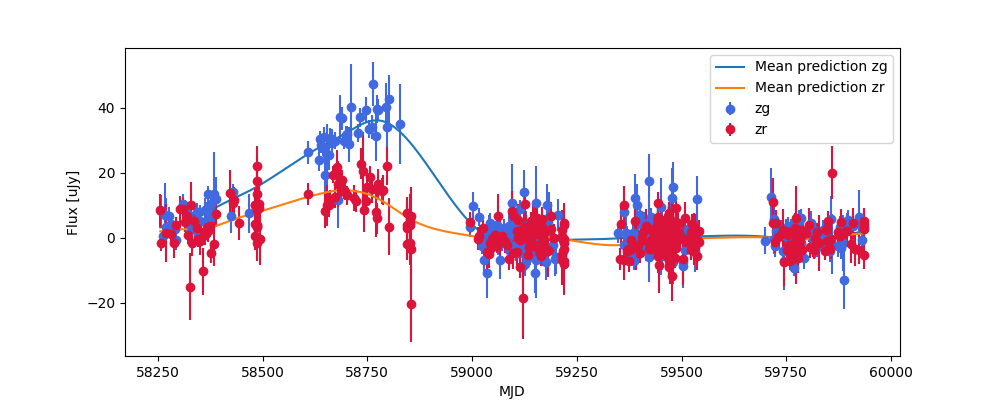 Mean prediction zg
Mean prediction zr
zg
zr
Flux [uJy]
40
20
0
−20
58250
58500
58750
59000
59250
59500
59750
60000
MJD